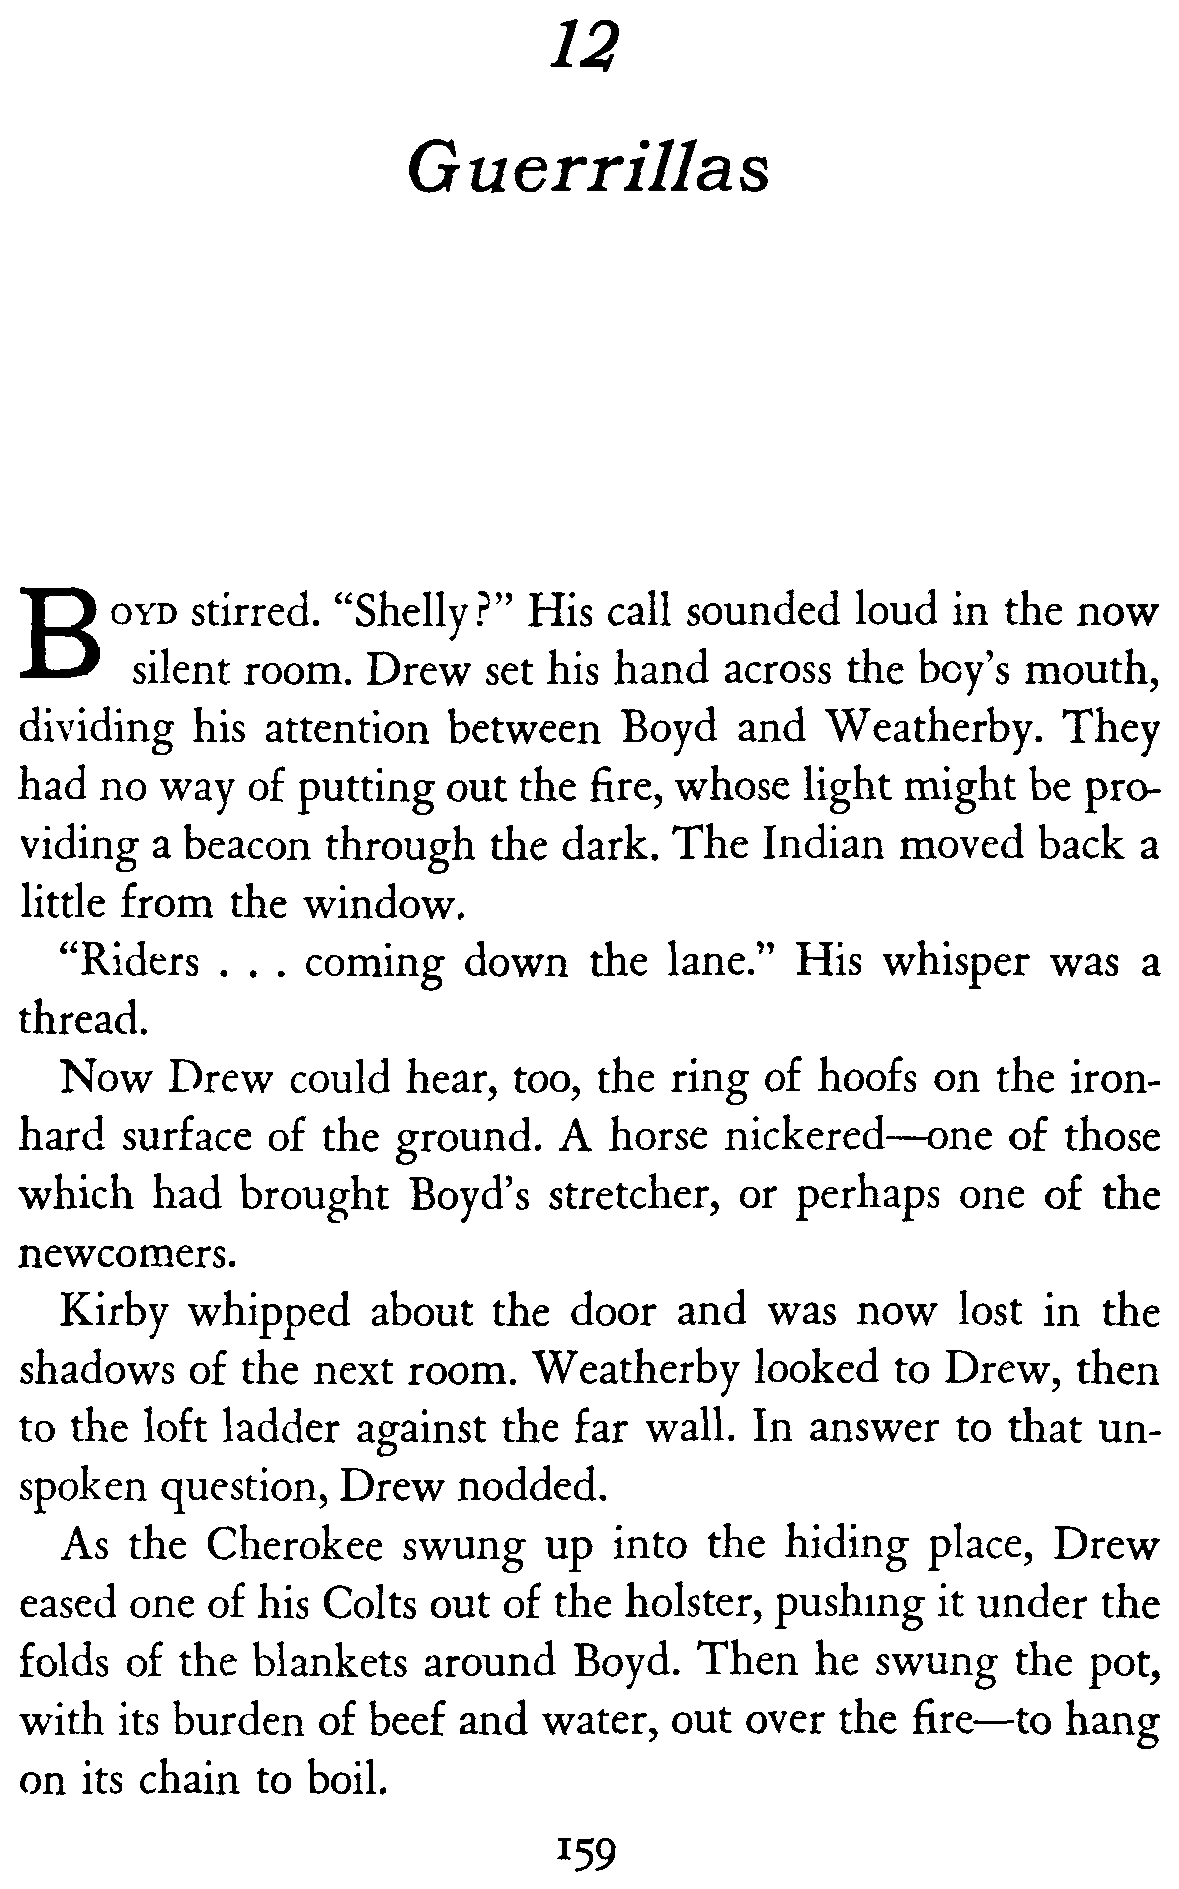 12
Guerrillas
BOYD stirred. “Shelly?” His call sounded loud in the now
silent room. Drew set his hand across the boy’s mouth,
dividing his attention between Boyd and Weatherby. They
had no way of putting out the fire, whose light might be pro-
viding a beacon through the dark. The Indian moved back a
little from the window.
“Riders . . . coming down the lane.” His whisper was a
thread.
Now Drew could hear, too, the ring of hoofs on the iron-
hard surface of the ground. A horse nickered—one of those
which had brought Boyd’s stretcher, or perhaps one of the
newcomers.
Kirby whipped about the door and was now lost in the
shadows of the next room. Weatherby looked to Drew, then
to the loft ladder against the far wall. In answer to that un-
spoken question, Drew nodded.
As the Cherokee swung up into the hiding place, Drew
eased one of his Colts out of the holster, pushing it under the
folds of the blankets around Boyd. Then he swung the pot,
with its burden of beef and water, out over the fire—to hang
on its chain to boil.
159